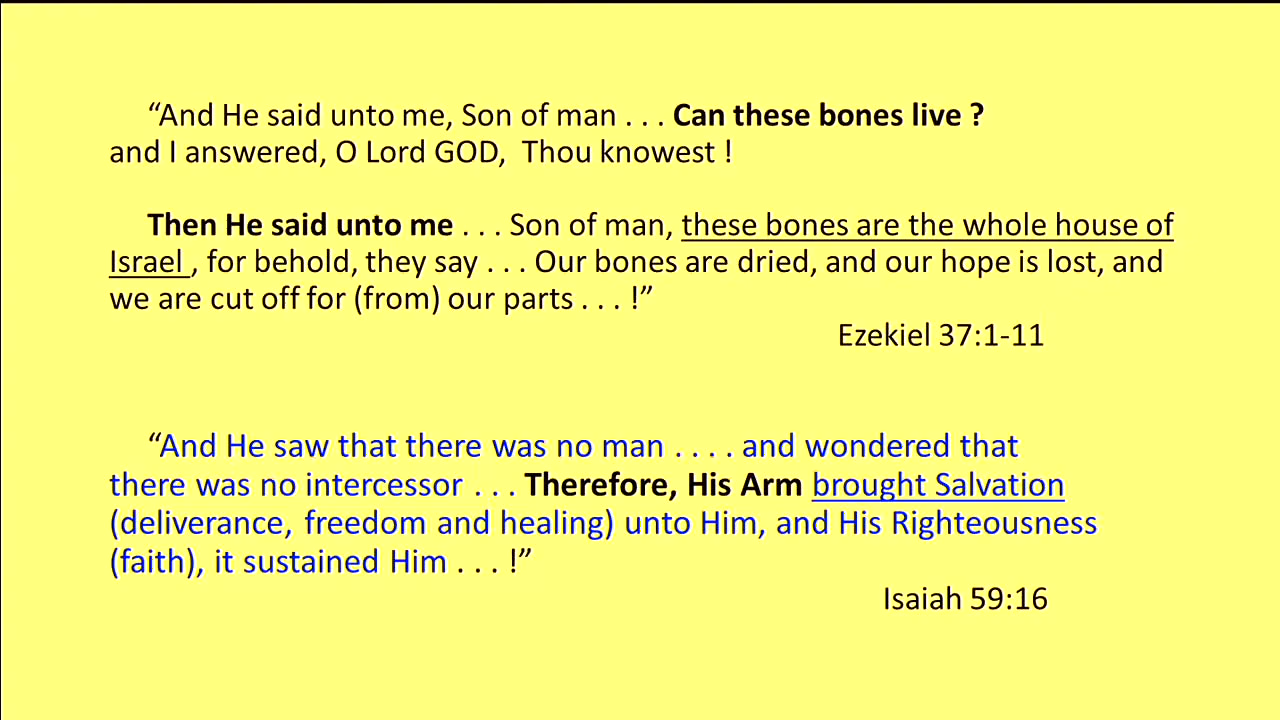 “And He said unto me, Son of man . . . Can these bones live ?
and I answered, O Lord GOD, Thou knowest !
Then He said unto me . . . Son of man, these bones are the whole house of
Israel , for behold, they say . . . Our bones are dried, and our hope is lost, and
we are cut off for (from) our parts . . . !”
Ezekiel 37:1-11
“And He saw that there was no man . . . . and wondered that
there was no intercessor . . . Therefore, His Arm brought Salvation
(deliverance, freedom and healing) unto Him, and His Righteousness
(faith), it sustained Him . . . !”
Isaiah 59:16